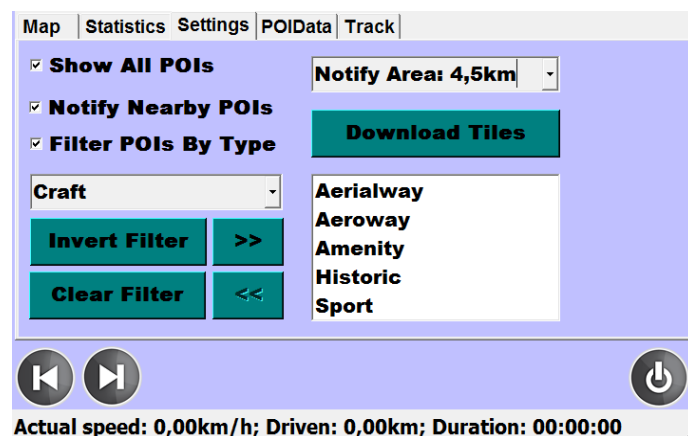 Map Statistics Settings POIData Track
Show All POIs
Notify Area: 4,5km
Notify Nearby POIs
Download Tiles
Filter POIs By Type
Craft
Aerialway
Aeroway
Invert Filter >>
Amenity
Historic
Clear Filter <<
Sport
Actual speed: 0,00km/h; Driven: 0,00km; Duration: 00:00:00